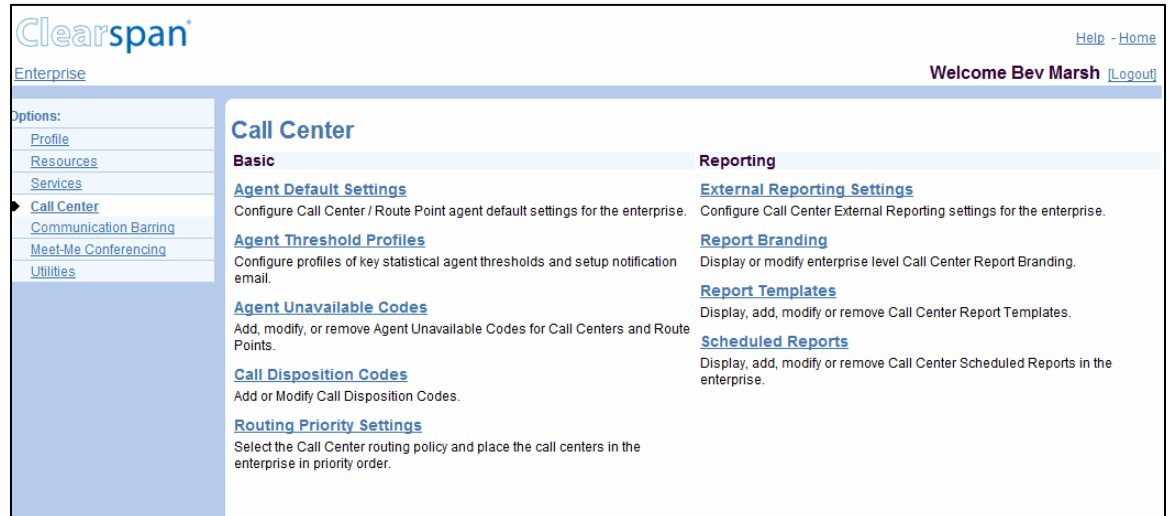 Clearspan®
Help - Home
Enterprise
Welcome Bev Marsh [Logout]
Options:
Profile
Resources
Services
Call Center
Communication Barring
Meet-Me Conferencing
Utilities
Call Center
Basic
Agent Default Settings
Configure Call Center / Route Point agent default settings for the enterprise.
Agent Threshold Profiles
Configure profiles of key statistical agent thresholds and setup notification
email.
Agent Unavailable Codes
Add, modify, or remove Agent Unavailable Codes for Call Centers and Route
Points.
Call Disposition Codes
Add or Modify Call Disposition Codes.
Routing Priority Settings
Select the Call Center routing policy and place the call centers in the
enterprise in priority order.
Reporting
External Reporting Settings
Configure Call Center External Reporting settings for the enterprise.
Report Branding
Display or modify enterprise level Call Center Report Branding.
Report Templates
Display, add, modify or remove Call Center Report Templates.
Scheduled Reports
Display, add, modify or remove Call Center Scheduled Reports in the
enterprise.